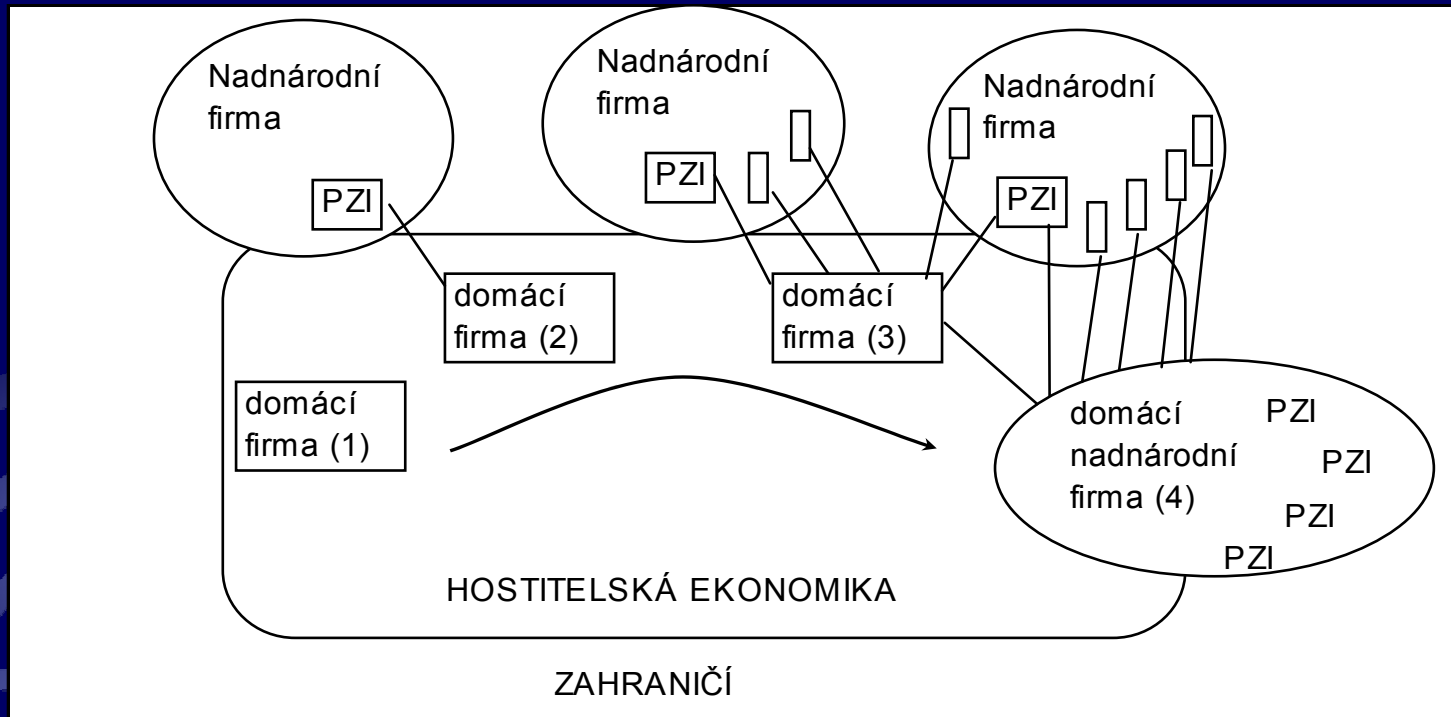 Nadnárodní
firma
PZI
Nadnárodní
firma
PZI
Nadnárodní
firma
PZI
domácí
firma (2)
domácí
firma (3)
domácí
firma (1)
domácí
nadnárodní
firma (4)
PZI
PZI
PZI
PZI
HOSTITELSKÁ EKONOMIKA
ZAHRANIČÍ